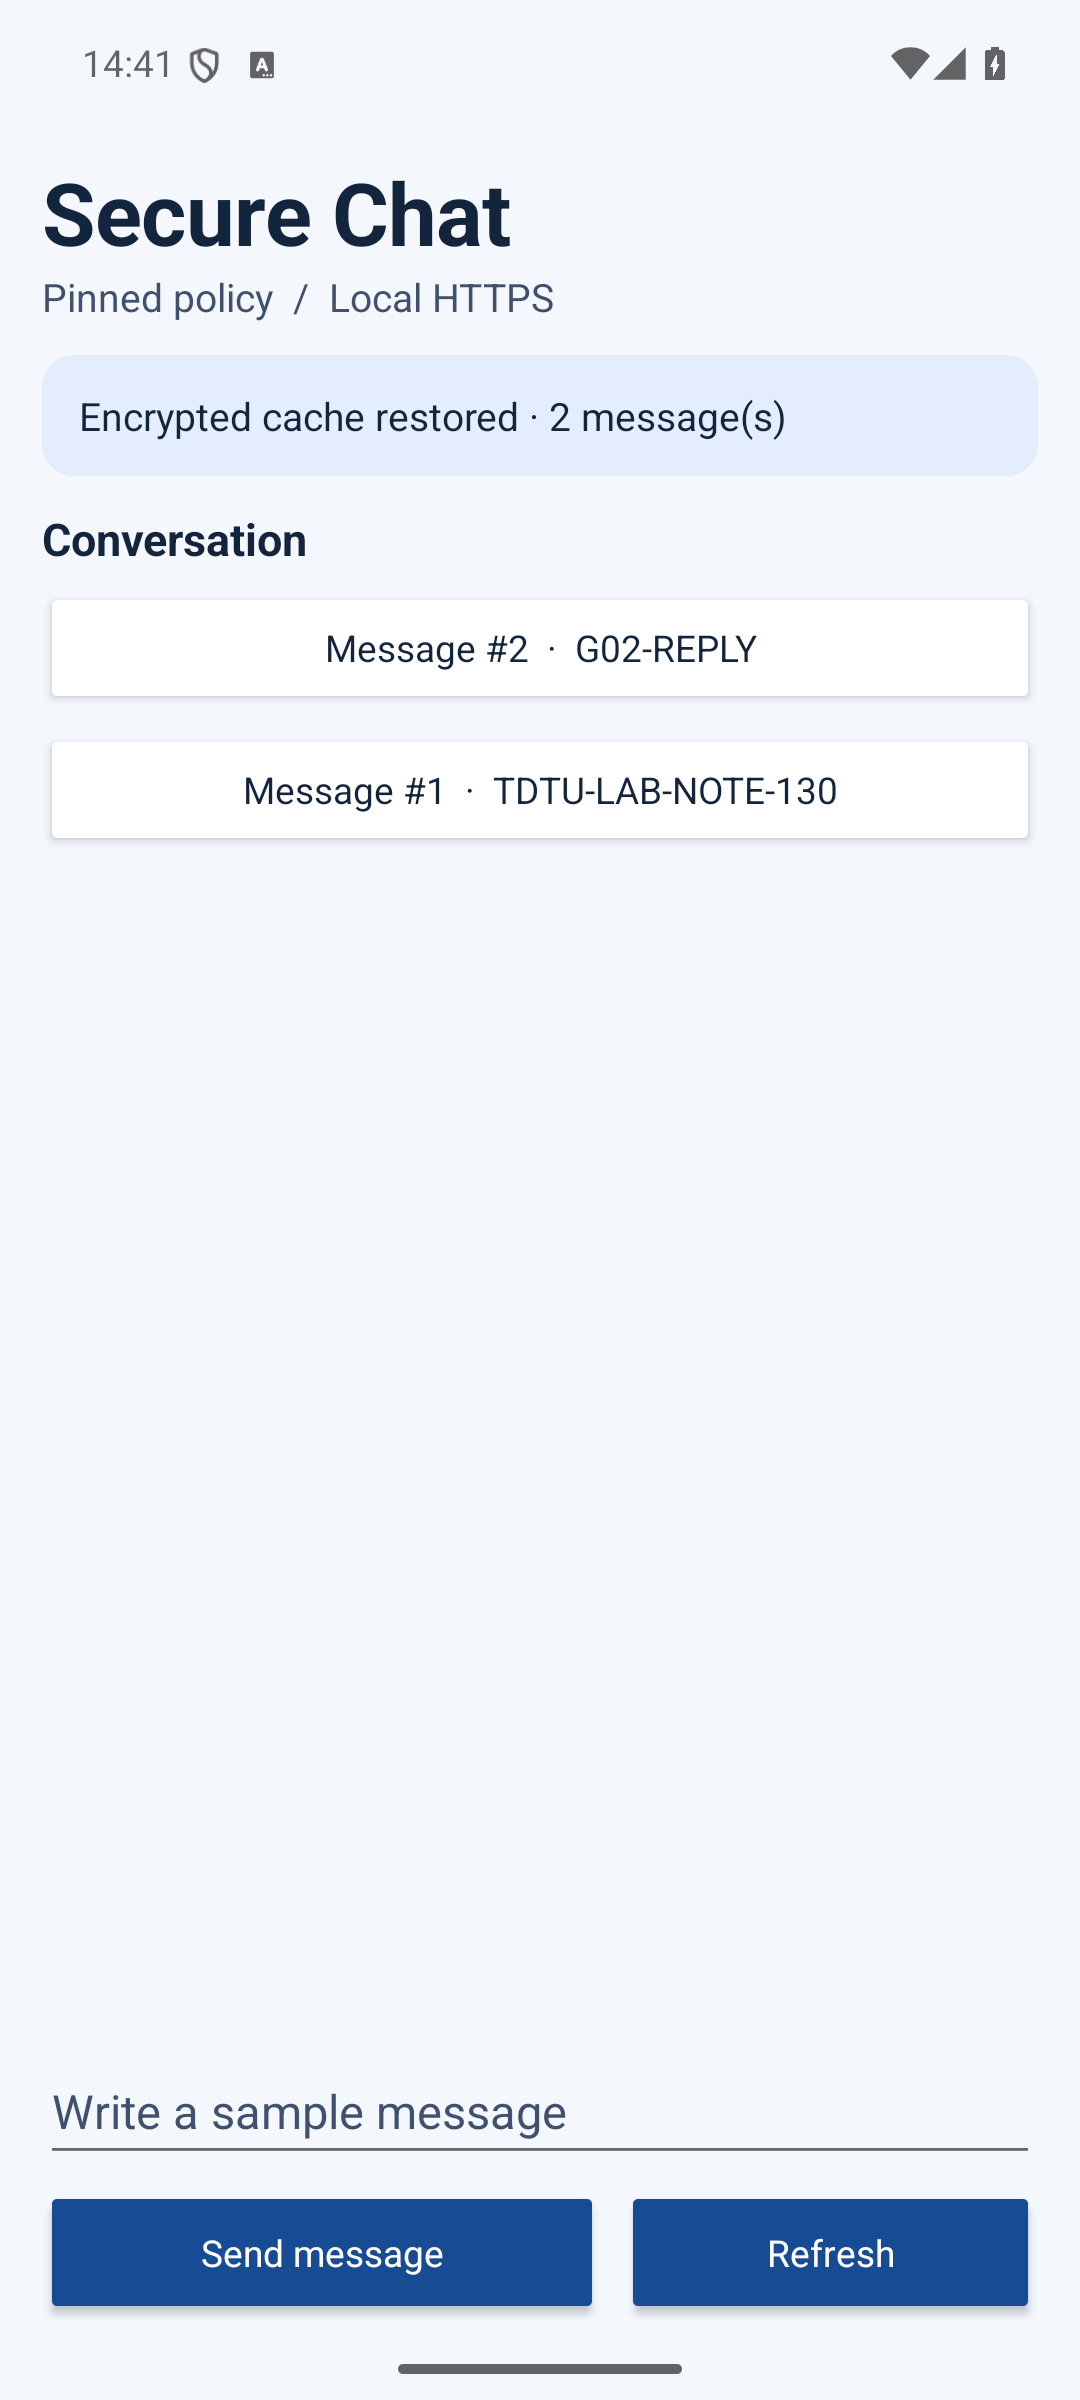 14:41
Secure Chat
Pinned policy / Local HTTPS
Encrypted cache restored · 2 message(s)
Conversation
Message #2 · G02-REPLY
Message #1 · TDTU-LAB-NOTE-130
Write a sample message
Send message
Refresh